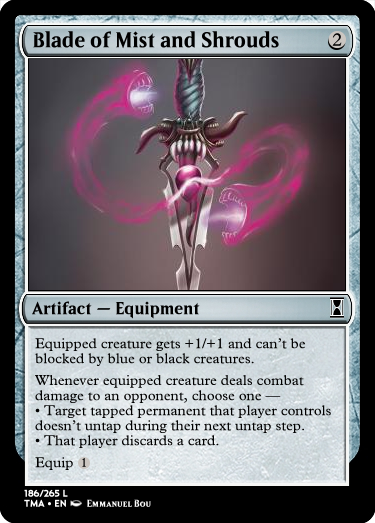 Blade of Mist and Shrouds 2
Artifact — Equipment
Equipped creature gets +1/+1 and can't be
blocked by blue or black creatures.
Whenever equipped creature deals combat
damage to an opponent, choose one —
• Target tapped permanent that player controls
doesn't untap during their next untap step.
• That player discards a card.
Equip 1
186/265 L
TMA • EN Emmanuel Bou